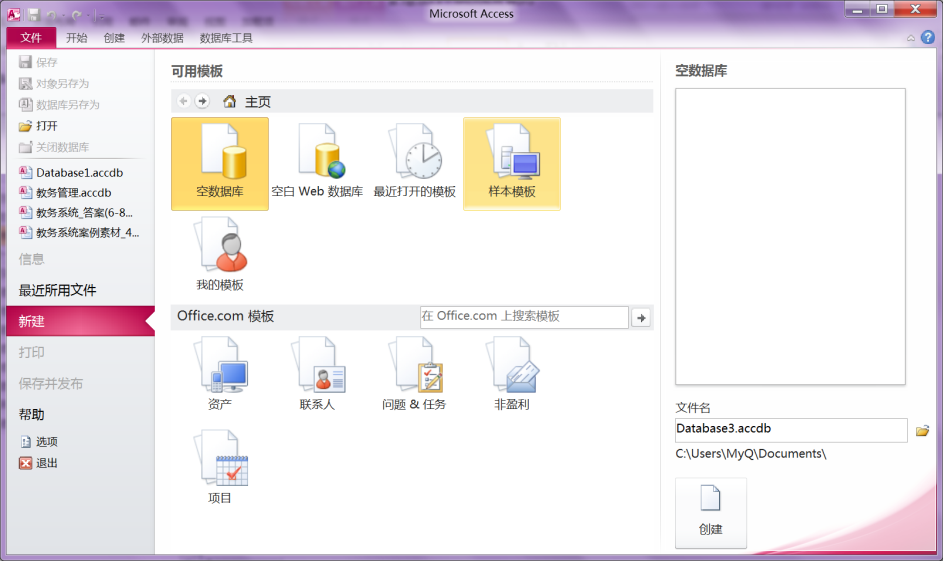 Microsoft Access
文件 开始 创建 外部数据 数据库工具
保存
对象另存为
数据库另存为
打开
关闭数据库
Database1.accdb
教务管理.accdb
教务系统_答案(6-8...
教务系统案例素材_4...
信息
最近所用文件
新建
打印
保存并发布
帮助
选项
退出
可用模板
主页
空数据库 空白 Web 数据库 最近打开的模板 样本模板
我的模板
Office.com 模板 在 Office.com 上搜索模板
资产 联系人 问题 & 任务 非盈利
项目
空数据库
文件名
Database3.accdb
C:\Users\MyQ\Documents\
创建